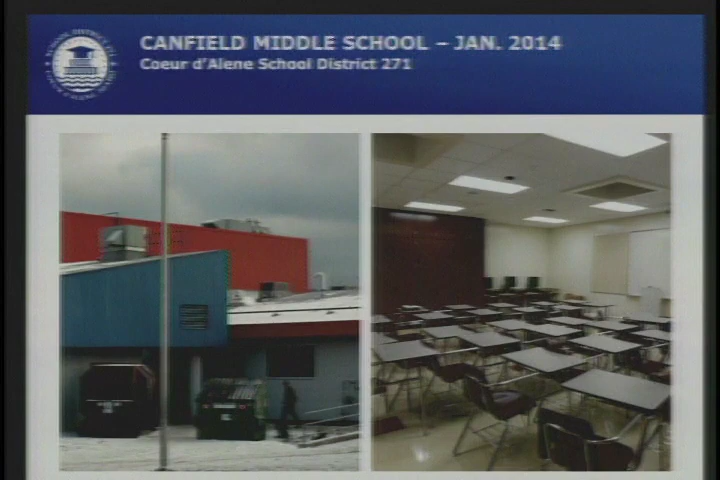 CANFIELD MIDDLE SCHOOL – JAN. 2014
Coeur d'Alene School District 271